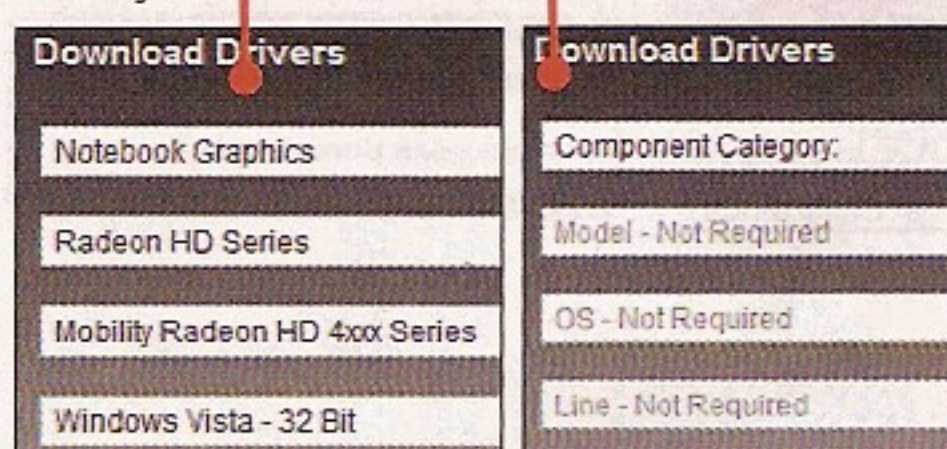 Download Drivers
Notebook Graphics
Radeon HD Series
Mobility Radeon HD 4xxx Series
Windows Vista - 32 Bit
Download Drivers
Component Category:
Model - Not Required
OS - Not Required
Line - Not Required